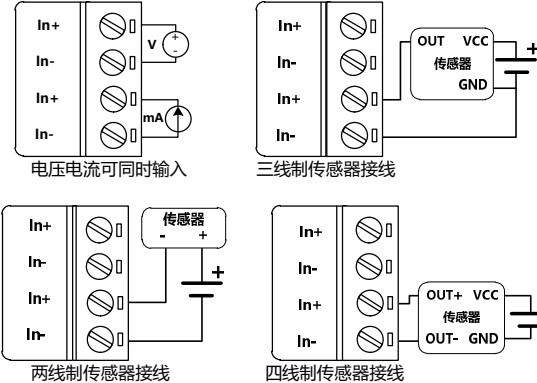 In+
In-
In+
In-
V
+
-
mA
电压电流可同时输入
In+
In-
In+
In-
OUT VCC
传感器
GND
+
三线制传感器接线
In+
In-
In+
In-
传感器
- +
+
两线制传感器接线
In+
In-
In+
In-
OUT+ VCC
传感器
OUT- GND
四线制传感器接线